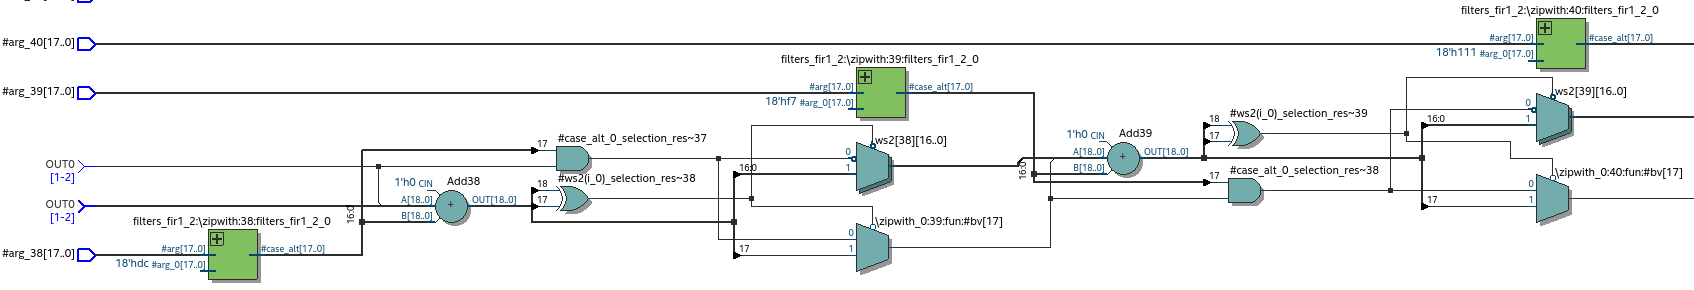 filters_fir1_2:\zipwith:40:filters_fir1_2_0
#arg_40[17..0]
#arg[17..0]
#case_alt[17..0]
18'h111 #arg_0[17..0]
filters_fir1_2:\zipwith:39:filters_fir1_2_0
#arg_39[17..0]
#arg[17..0]
#case_alt[17..0]
18'hf7 #arg_0[17..0]
ws2[39][16..0]
0
1
16:0
#ws2(i_0)_selection_res~39
18
17
#case_alt_0_selection_res~37
17
ws2[38][16..0]
0
1
16:0
Add39
1'h0 CIN
A[18..0]
B[18..0]
OUT[18..0]
16:0
OUT0
[1-2]
#ws2(i_0)_selection_res~38
18
17
Add38
1'h0 CIN
A[18..0]
B[18..0]
OUT[18..0]
16:0
#case_alt_0_selection_res~38
17
\zipwith_0:40:fun:#bv[17]
0
1
17
OUT0
[1-2]
filters_fir1_2:\zipwith:38:filters_fir1_2_0
\zipwith_0:39:fun:#bv[17]
0
1
17
#arg_38[17..0]
#arg[17..0]
#case_alt[17..0]
18'hdc #arg_0[17..0]